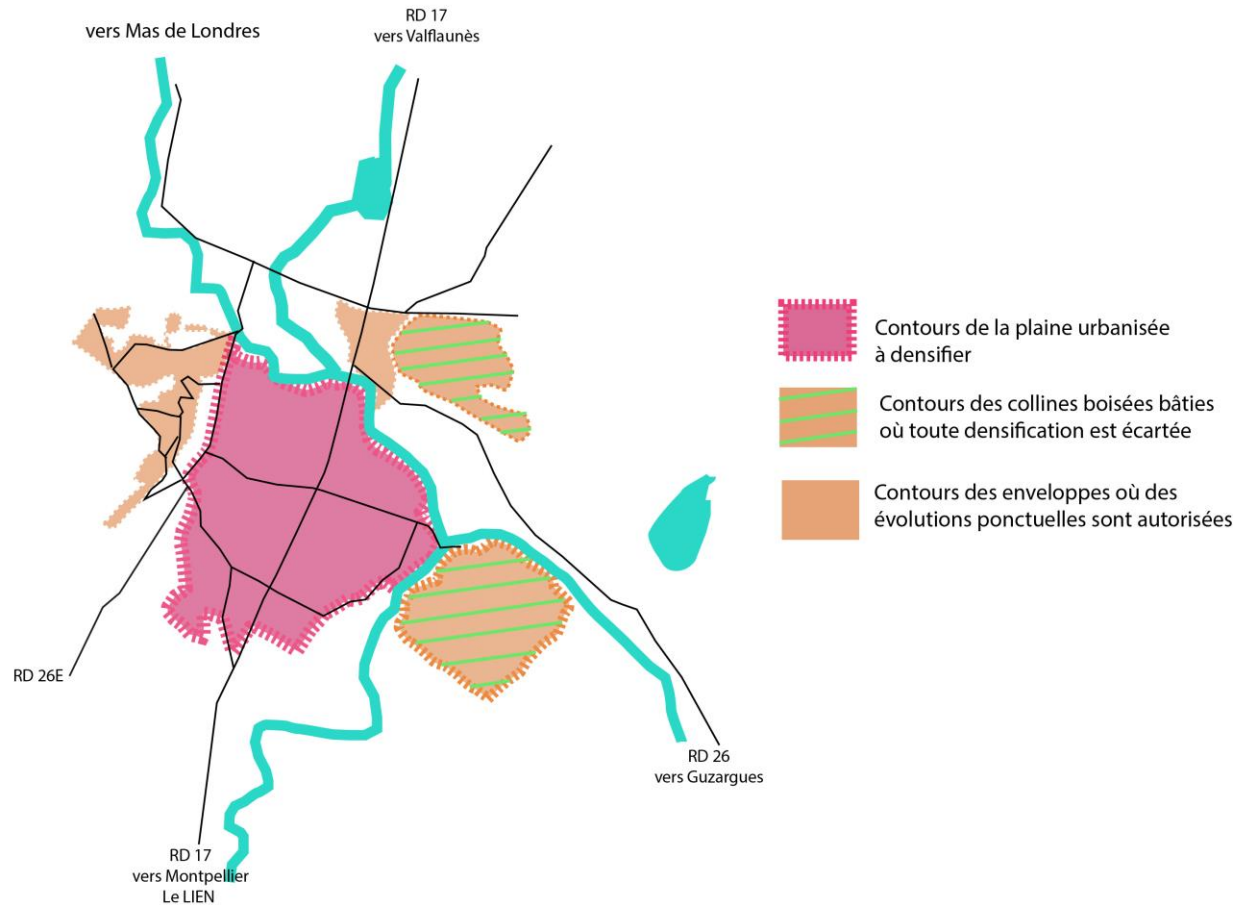 vers Mas de Londres
RD 17
vers Valflaunès
Contours de la plaine urbanisée
à densifier
Contours des collines boisées bâties
où toute densification est écartée
Contours des enveloppes où des
évolutions ponctuelles sont autorisées
RD 26E
RD 26
vers Guzargues
RD 17
vers Montpellier
Le LIEN